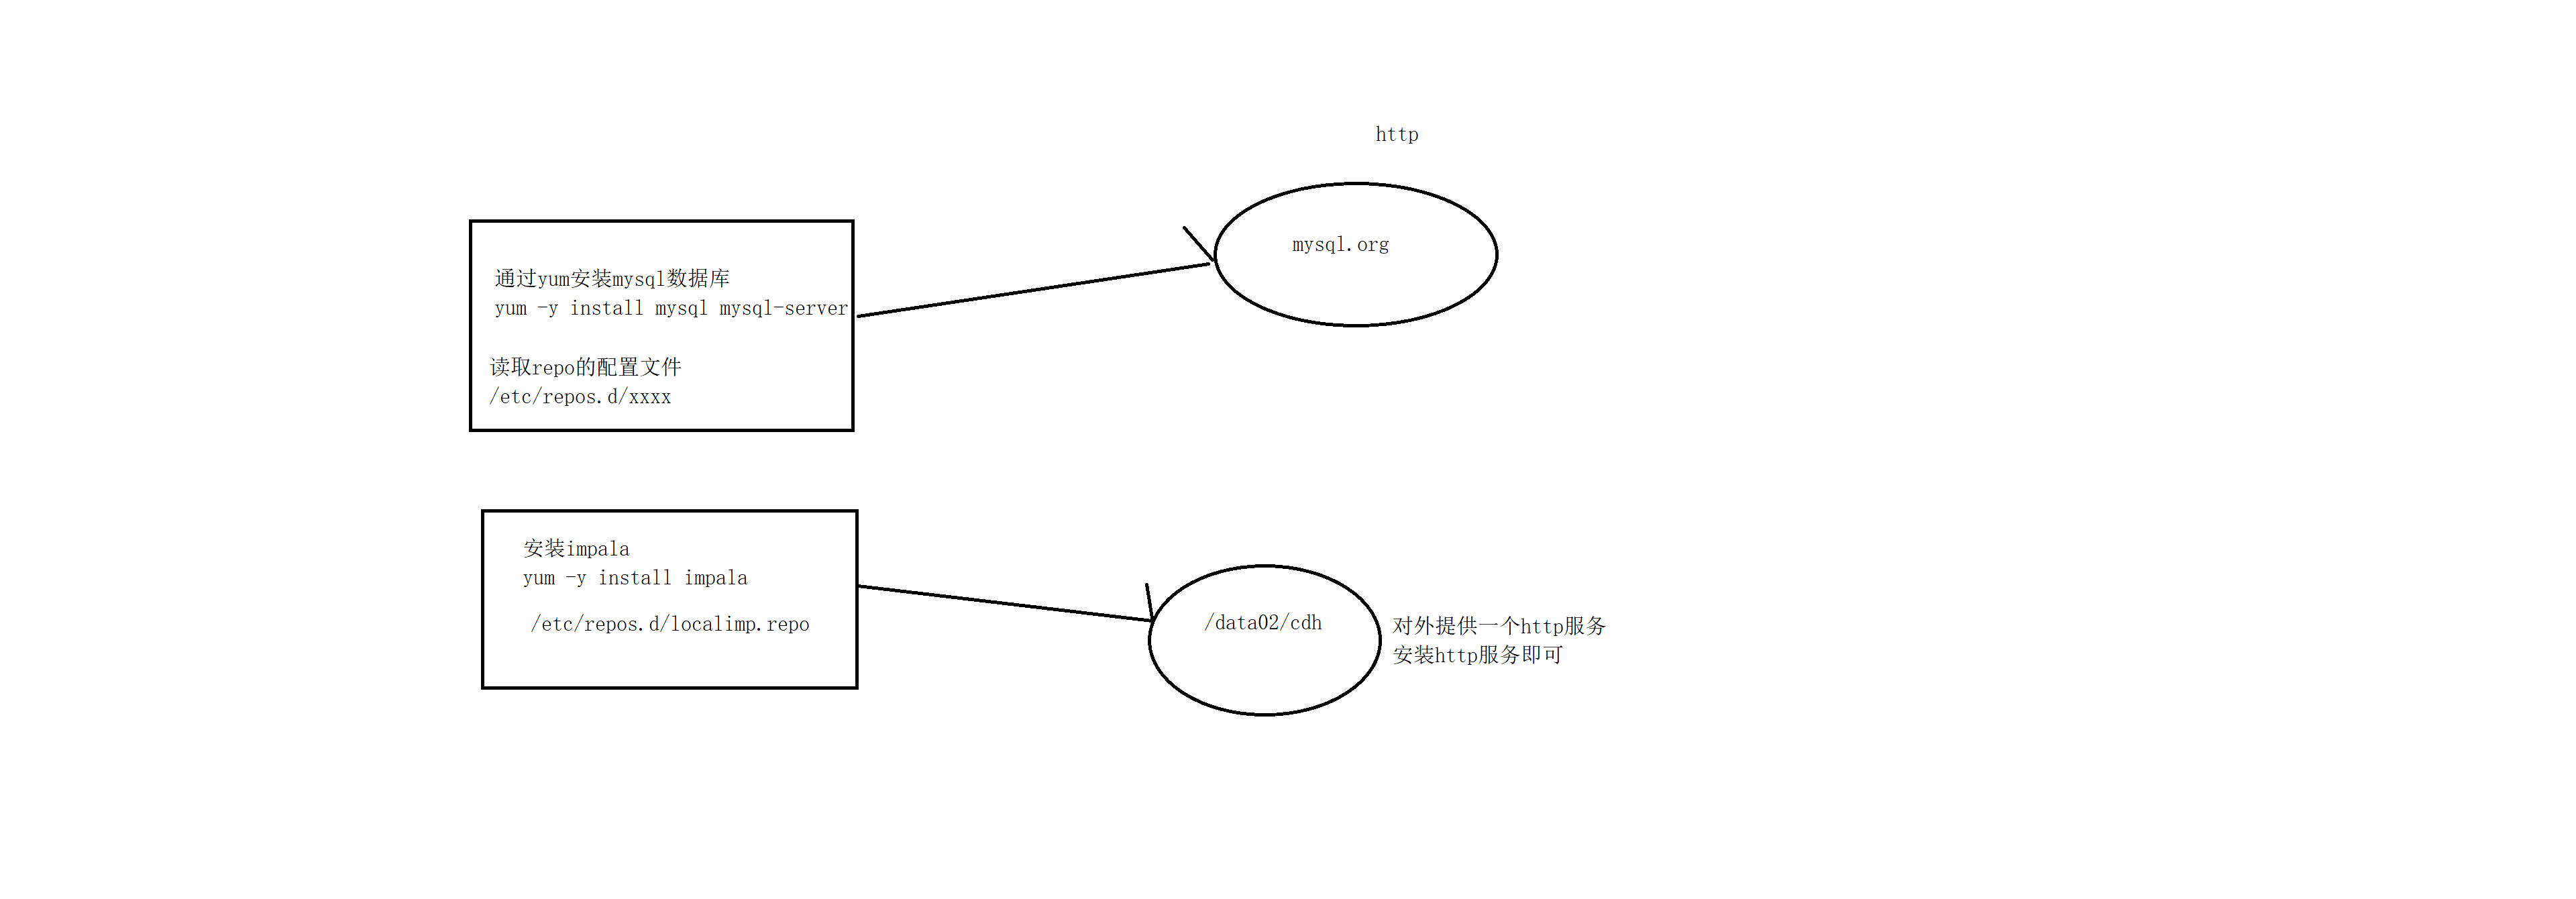 http
mysql.org
通过yum安装mysql数据库
yum -y install mysql mysql-server
读取repo的配置文件
/etc/repos.d/xxxx
安装impala
yum -y install impala
/etc/repos.d/localimp.repo
/data02/cdh
对外提供一个http服务
安装http服务即可